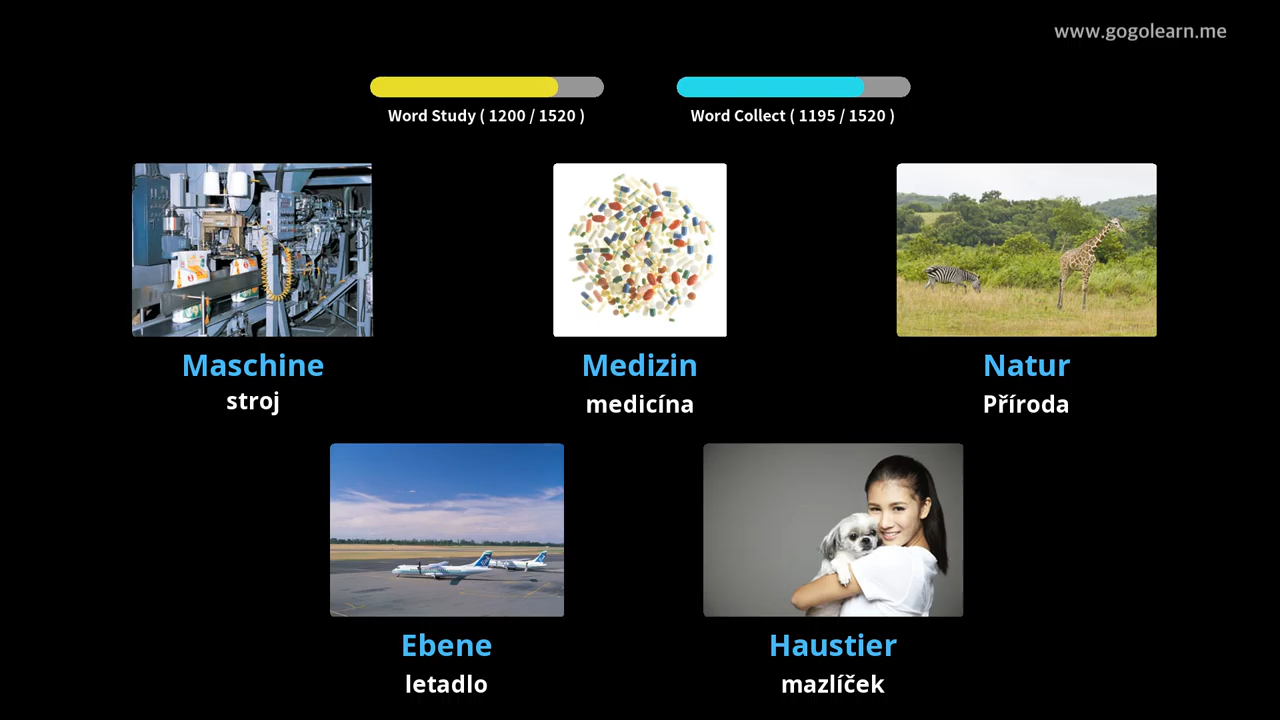 www.gogolearn.me
Word Study ( 1200 / 1520 )
Word Collect ( 1195 / 1520 )
Maschine
stroj
Medizin
medicína
Natur
Příroda
Ebene
letadlo
Haustier
mazlíček